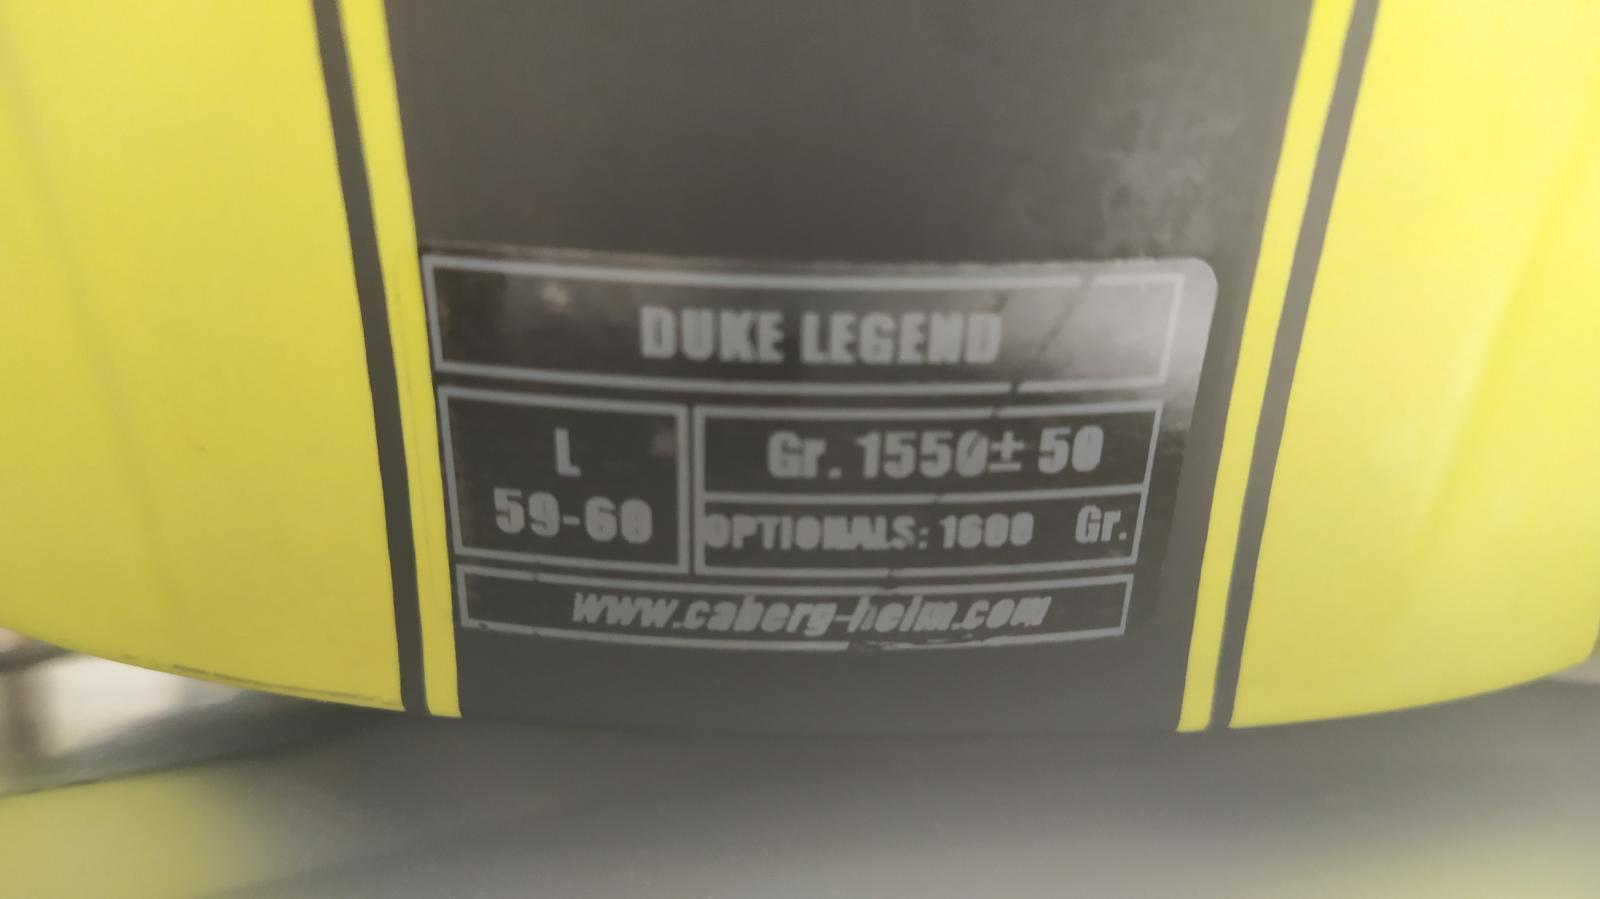 DUKE LEGEND
L
59-60
Gr. 1550± 50
OPTIONALS: 1600 Gr.
www.caberg-helm.com